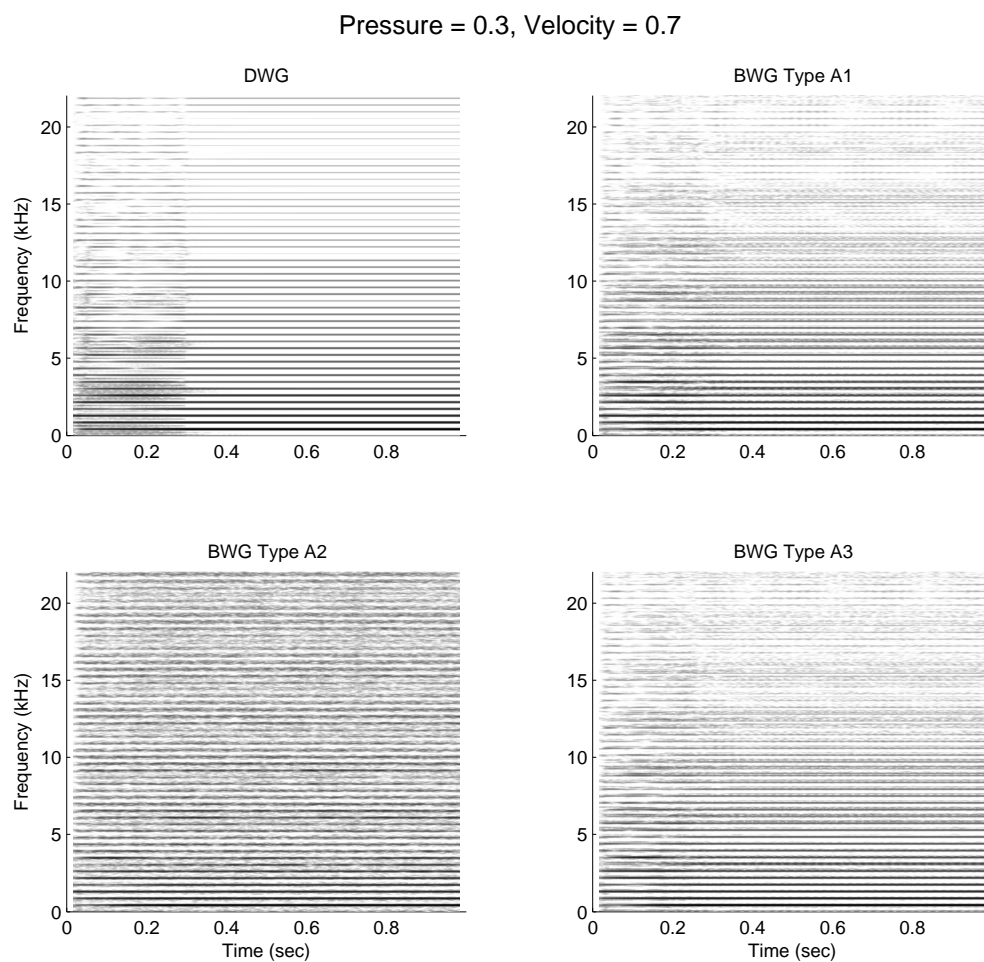 Pressure = 0.3, Velocity = 0.7
DWG
Frequency (kHz)
20
15
10
5
0
0 0.2 0.4 0.6 0.8
BWG Type A1
20
15
10
5
0
0 0.2 0.4 0.6 0.8
BWG Type A2
Frequency (kHz)
20
15
10
5
0
0 0.2 0.4 0.6 0.8
Time (sec)
BWG Type A3
20
15
10
5
0
0 0.2 0.4 0.6 0.8
Time (sec)